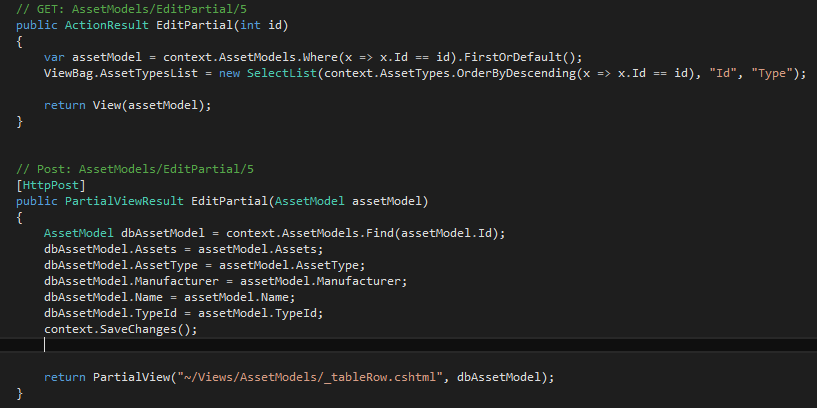 // GET: AssetModels/EditPartial/5
public ActionResult EditPartial(int id)
{
var assetModel = context.AssetModels.Where(x => x.Id == id).FirstOrDefault();
ViewBag.AssetTypesList = new SelectList(context.AssetTypes.OrderByDescending(x => x.Id == id), "Id", "Type");
return View(assetModel);
}
// Post: AssetModels/EditPartial/5
[HttpPost]
public PartialViewResult EditPartial(AssetModel assetModel)
{
AssetModel dbAssetModel = context.AssetModels.Find(assetModel.Id);
dbAssetModel.Assets = assetModel.Assets;
dbAssetModel.AssetType = assetModel.AssetType;
dbAssetModel.Manufacturer = assetModel.Manufacturer;
dbAssetModel.Name = assetModel.Name;
dbAssetModel.TypeId = assetModel.TypeId;
context.SaveChanges();
return PartialView("~/Views/AssetModels/_tableRow.cshtml", dbAssetModel);
}